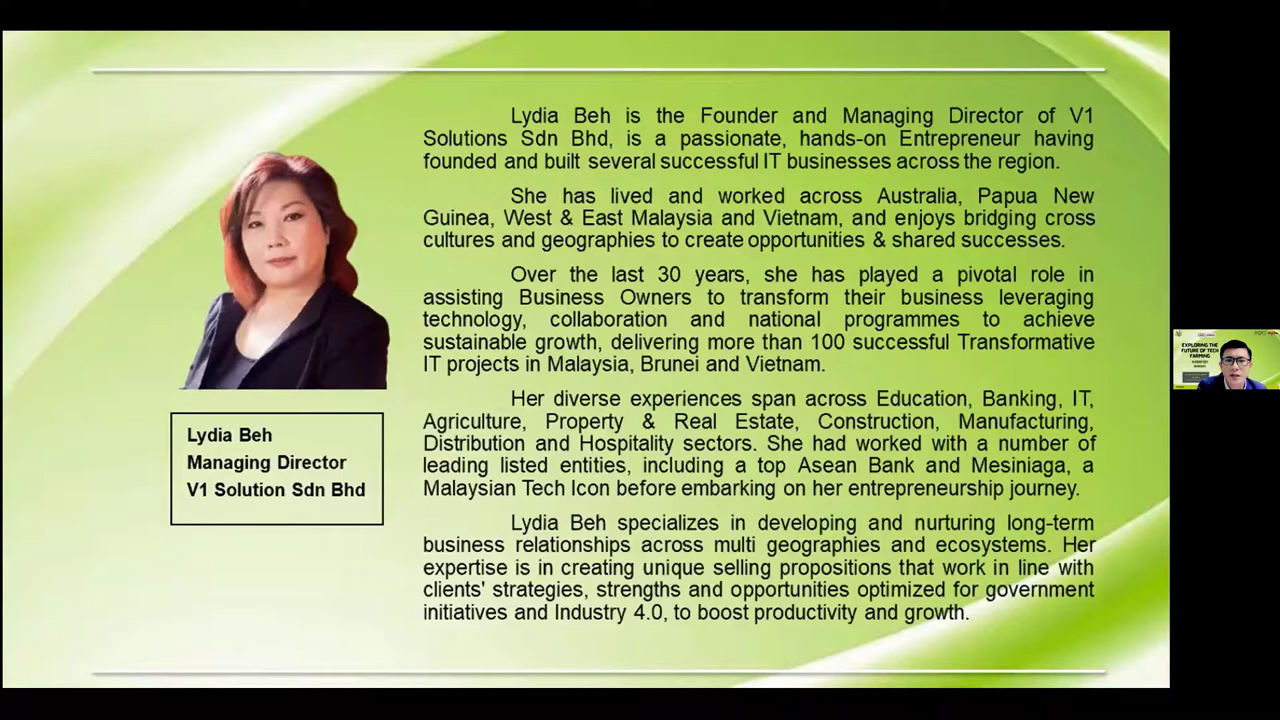 Lydia Beh is the Founder and Managing Director of V1
Solutions Sdn Bhd, is a passionate, hands-on Entrepreneur having
founded and built several successful IT businesses across the region.
She has lived and worked across Australia, Papua New
Guinea, West & East Malaysia and Vietnam, and enjoys bridging cross
cultures and geographies to create opportunities & shared successes.
Over the last 30 years, she has played a pivotal role in
assisting Business Owners to transform their business leveraging
technology, collaboration and national programmes to achieve
sustainable growth, delivering more than 100 successful Transformative
IT projects in Malaysia, Brunei and Vietnam.
Her diverse experiences span across Education, Banking, IT,
Agriculture, Property & Real Estate, Construction, Manufacturing,
Distribution and Hospitality sectors. She had worked with a number of
leading listed entities, including a top Asean Bank and Mesiniaga, a
Malaysian Tech Icon before embarking on her entrepreneurship journey.
Lydia Beh specializes in developing and nurturing long-term
business relationships across multi geographies and ecosystems. Her
expertise is in creating unique selling propositions that work in line with
clients' strategies, strengths and opportunities optimized for government
initiatives and Industry 4.0, to boost productivity and growth.
Lydia Beh
Managing Director
V1 Solution Sdn Bhd
EXPLORING THE
FUTURE OF TECH
FARMING